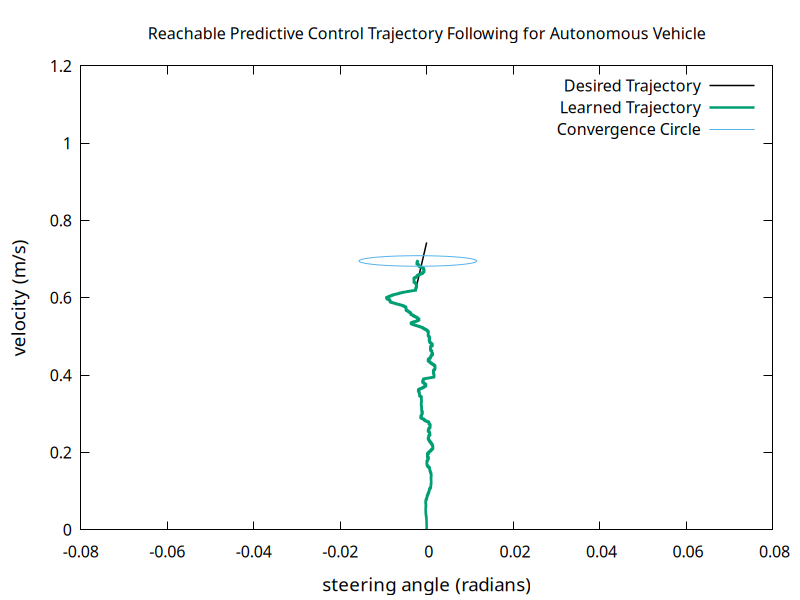 Reachable Predictive Control Trajectory Following for Autonomous Vehicle
1.2
1
0.8
0.6
0.4
0.2
0
velocity (m/s)
Desired Trajectory
Learned Trajectory
Convergence Circle
-0.08 -0.06 -0.04 -0.02 0 0.02 0.04 0.06 0.08
steering angle (radians)